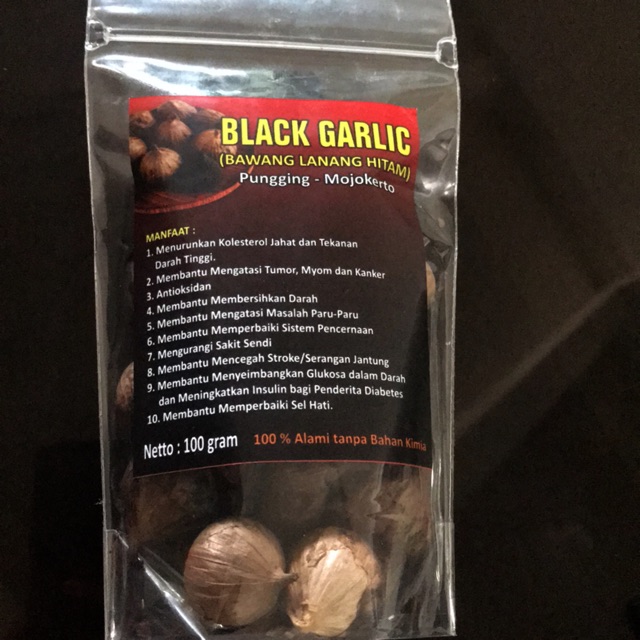 BLACK GARLIC
(BAWANG LANANG HITAM)
Pungging - Mojokerto
MANFAAT :
1. Menurunkan Kolesterol Jahat dan Tekanan
Darah Tinggi.
2. Membantu Mengatasi Tumor, Myom dan Kanker
3. Antioksidan
4. Membantu Membersihkan Darah
5. Membantu Mengatasi Masalah Paru-Paru
6. Membantu Memperbaiki Sistem Pencernaan
7. Mengurangi Sakit Sendi
8. Membantu Mencegah Stroke/Serangan Jantung
9. Membantu Menyeimbangkan Glukosa dalam Darah
dan Meningkatkan Insulin bagi Penderita Diabetes
10. Membantu Memperbaiki Sel Hati.
Netto : 100 gram 100 % Alami tanpa Bahan Kimia